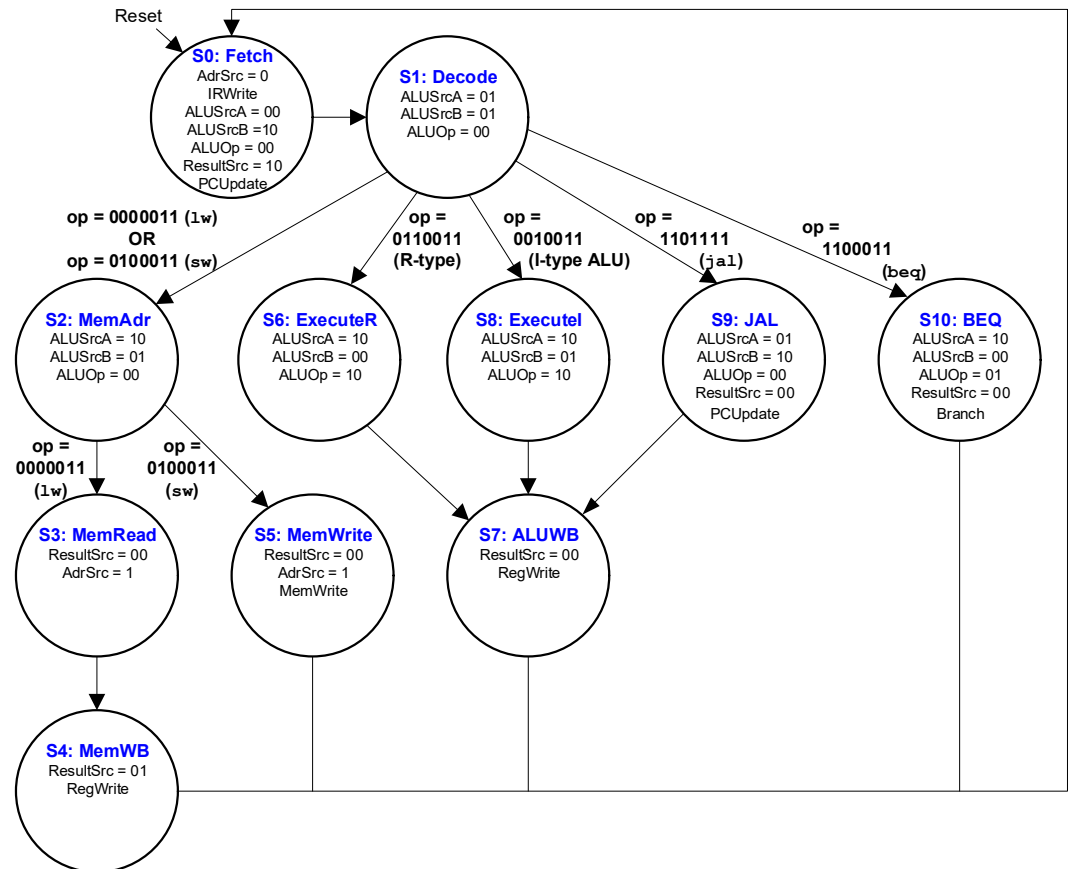 Reset
S0: Fetch
AdrSrc = 0
IRWrite
ALUSrcA = 00
ALUSrcB =10
ALUOp = 00
ResultSrc = 10
PCUpdate
S1: Decode
ALUSrcA = 01
ALUSrcB = 01
ALUOp = 00
op = 0000011 (lw)
OR
op = 0100011 (sw)
op =
0110011
(R-type)
op =
0010011
(I-type ALU)
op =
1101111
(jal)
op =
1100011
(beq)
S2: MemAdr
ALUSrcA = 10
ALUSrcB = 01
ALUOp = 00
S6: ExecuteR
ALUSrcA = 10
ALUSrcB = 00
ALUOp = 10
S8: ExecuteI
ALUSrcA = 10
ALUSrcB = 01
ALUOp = 10
S9: JAL
ALUSrcA = 01
ALUSrcB = 10
ALUOp = 00
ResultSrc = 00
PCUpdate
S10: BEQ
ALUSrcA = 10
ALUSrcB = 00
ALUOp = 01
ResultSrc = 00
Branch
op =
0000011
(lw)
op =
0100011
(sw)
S3: MemRead
ResultSrc = 00
AdrSrc = 1
S5: MemWrite
ResultSrc = 00
AdrSrc = 1
MemWrite
S7: ALUWB
ResultSrc = 00
RegWrite
S4: MemWB
ResultSrc = 01
RegWrite